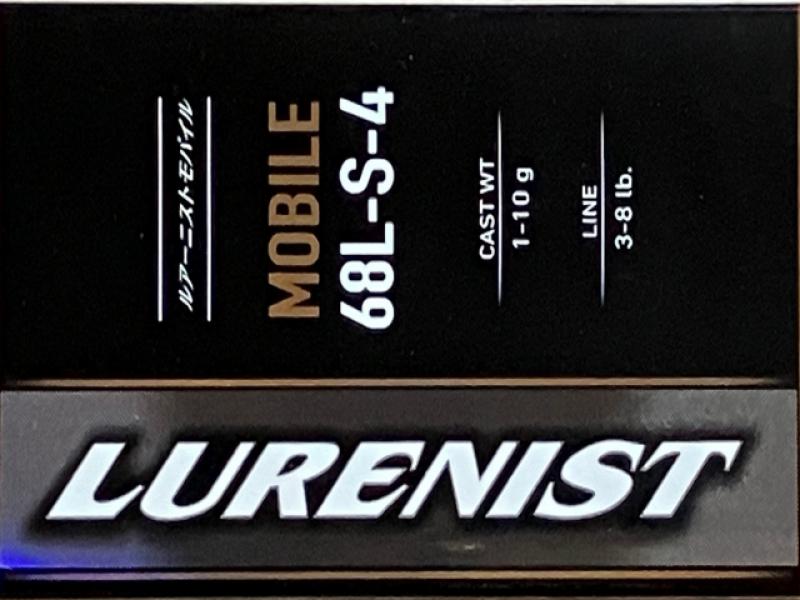 ルアーニストモバイル
MOBILE
68L-S-4
CAST WT
1-10 g
LINE
3-8 lb.
LURENIST